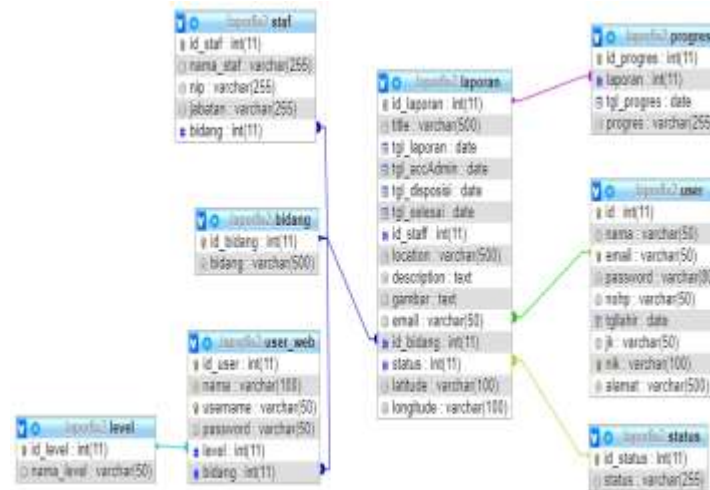 staf
id_staf : int(11)
nama_staf : varchar(255)
nip : varchar(255)
jabatan : varchar(255)
bidang : int(11)
bidang
id_bidang : int(11)
bidang : varchar(500)
user_web
id_user : int(11)
nama : varchar(100)
username : varchar(50)
password : varchar(50)
level : int(11)
bidang : int(11)
level
id_level : int(11)
nama_level : varchar(50)
laporan
id_laporan : int(11)
title : varchar(500)
tgl_laporan : date
tgl_accAdmin : date
tgl_disposisi : date
tgl_selesai : date
id_staff : int(11)
location : varchar(500)
description : text
gambar : text
email : varchar(50)
id_bidang : int(11)
status : int(11)
latitude : varchar(100)
longitude : varchar(100)
progres
id_progres : int(11)
laporan : int(11)
tgl_progres : date
progres : varchar(255
user
id : int(11)
nama : varchar(50)
email : varchar(50)
password : varchar(80
nohp : varchar(50)
tgllahir : date
jk : varchar(50)
nik : varchar(100)
alamat : varchar(500)
status
id_status : int(11)
status : varchar(255)